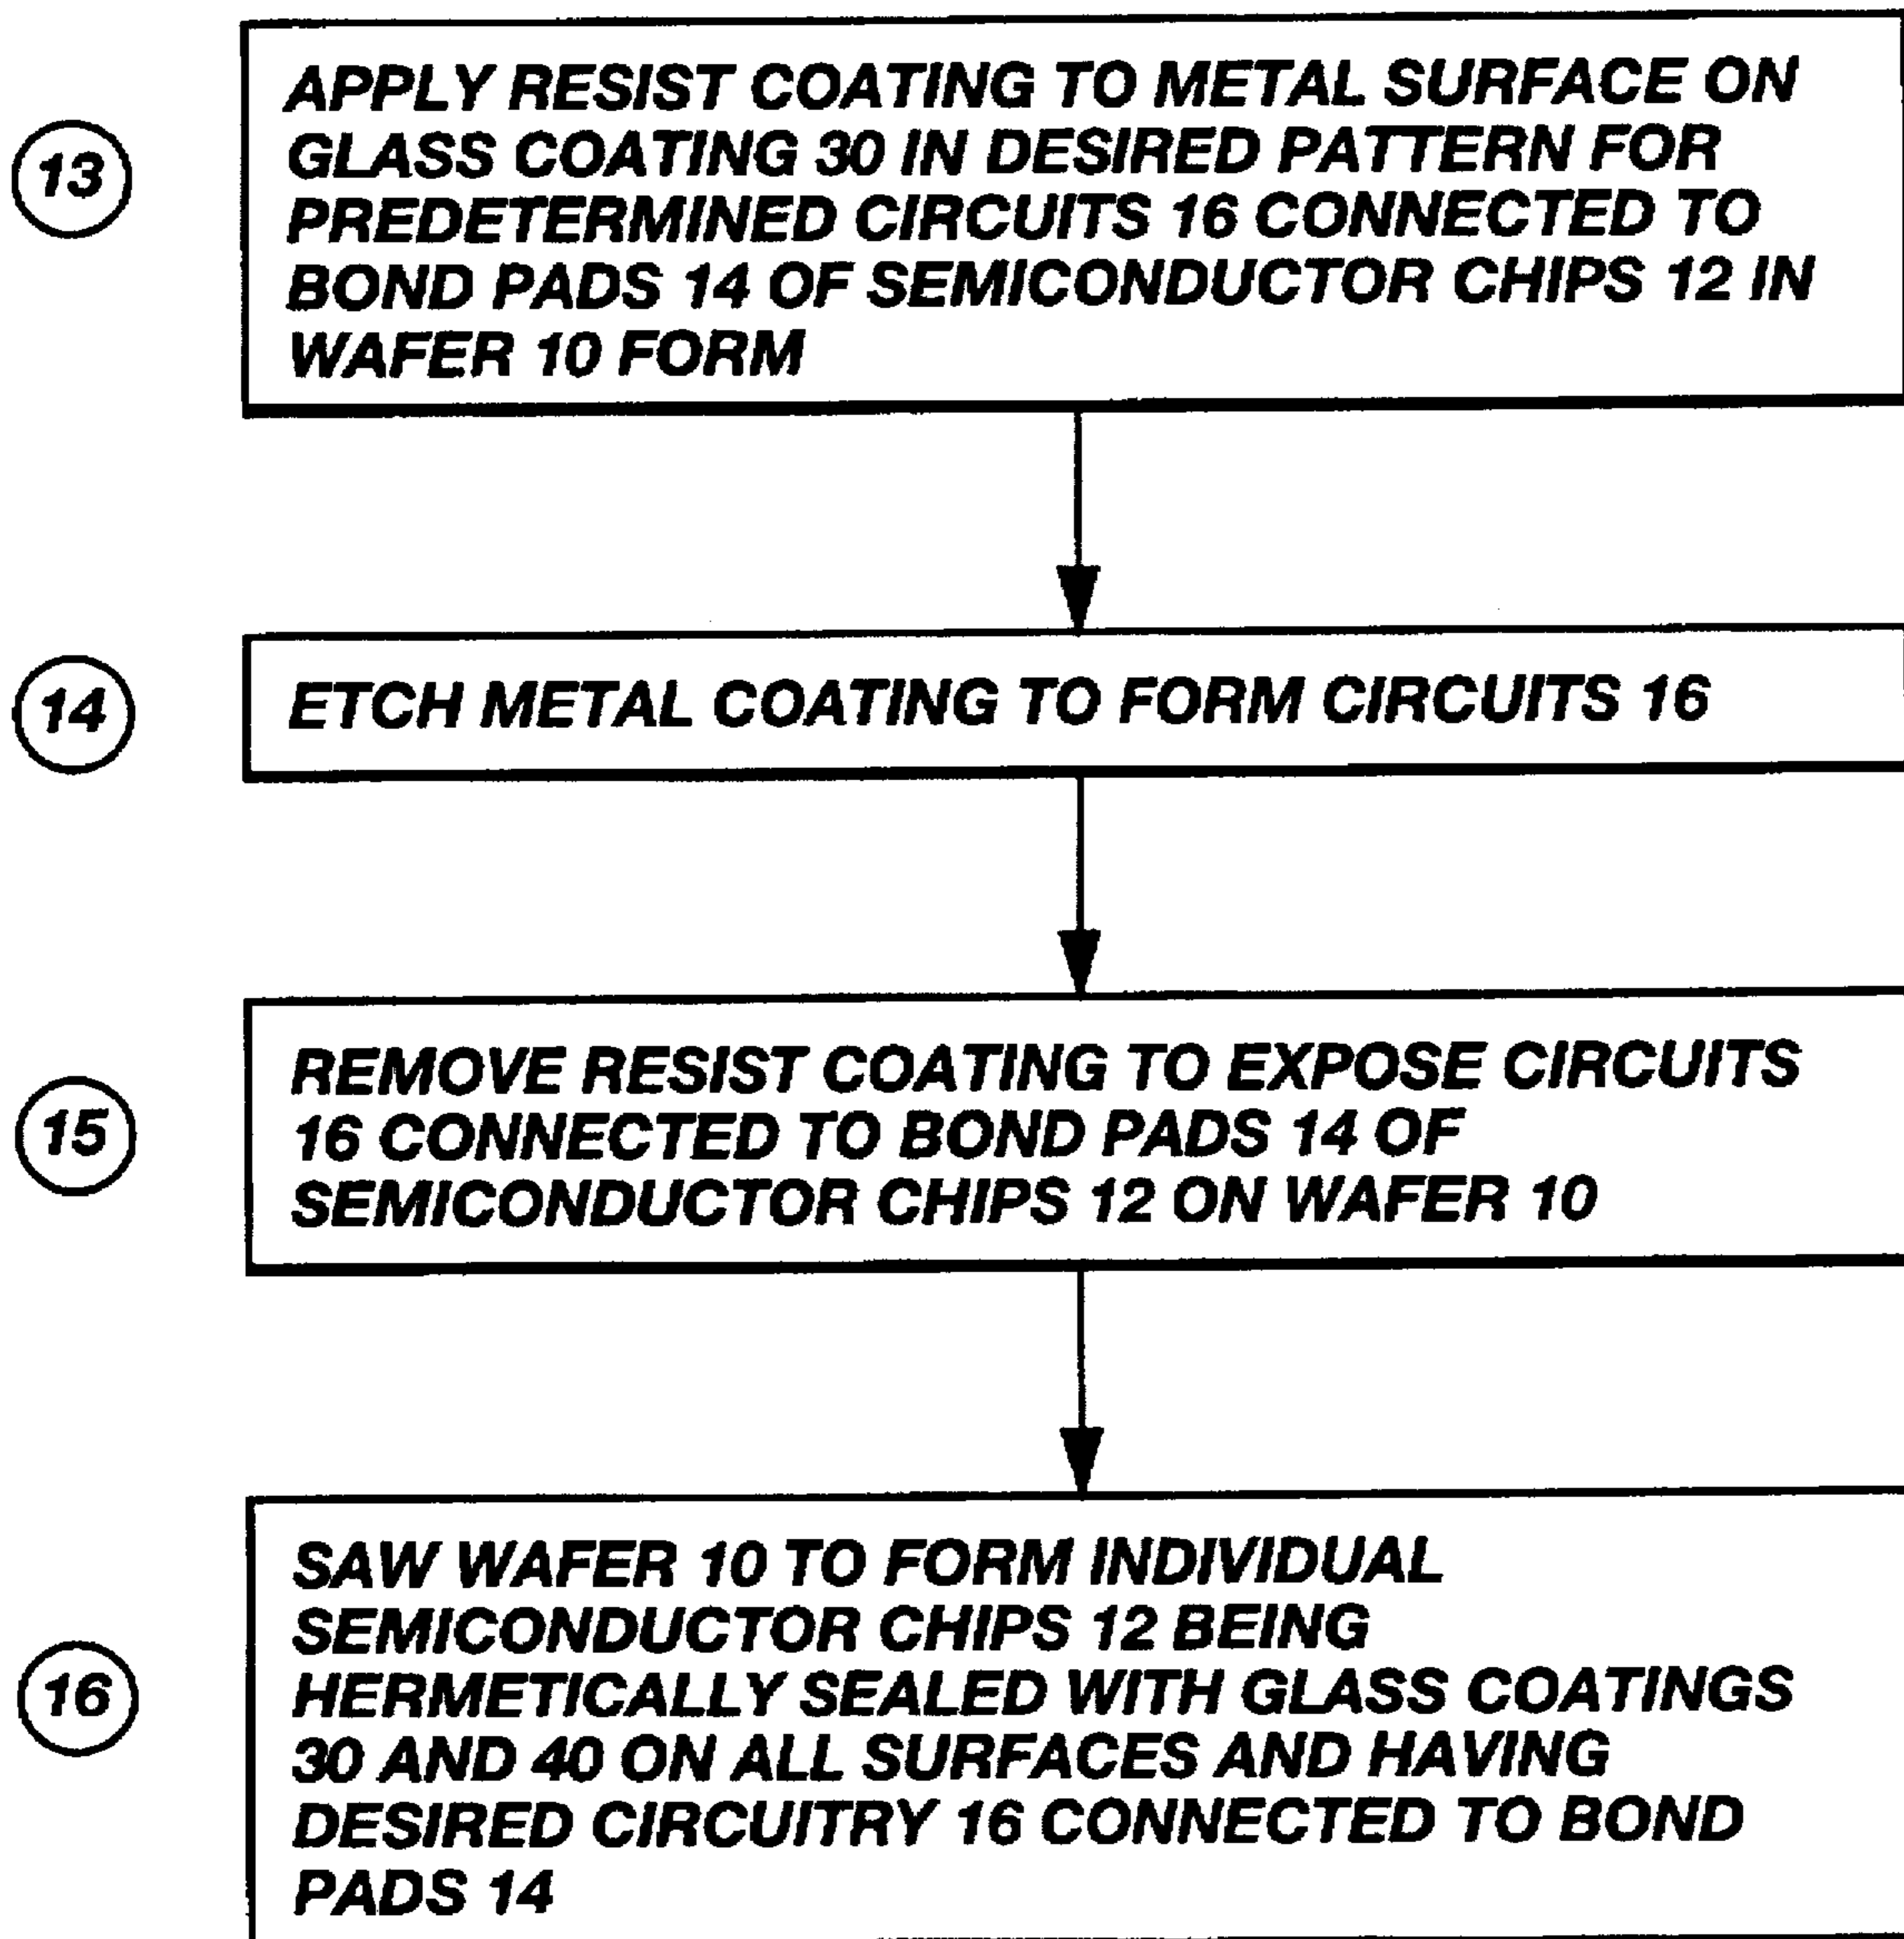 13
APPLY RESIST COATING TO METAL SURFACE ON
GLASS COATING 30 IN DESIRED PATTERN FOR
PREDETERMINED CIRCUITS 16 CONNECTED TO
BOND PADS 14 OF SEMICONDUCTOR CHIPS 12 IN
WAFER 10 FORM
14
ETCH METAL COATING TO FORM CIRCUITS 16
15
REMOVE RESIST COATING TO EXPOSE CIRCUITS
16 CONNECTED TO BOND PADS 14 OF
SEMICONDUCTOR CHIPS 12 ON WAFER 10
16
SAW WAFER 10 TO FORM INDIVIDUAL
SEMICONDUCTOR CHIPS 12 BEING
HERMETICALLY SEALED WITH GLASS COATINGS
30 AND 40 ON ALL SURFACES AND HAVING
DESIRED CIRCUITRY 16 CONNECTED TO BOND
PADS 14